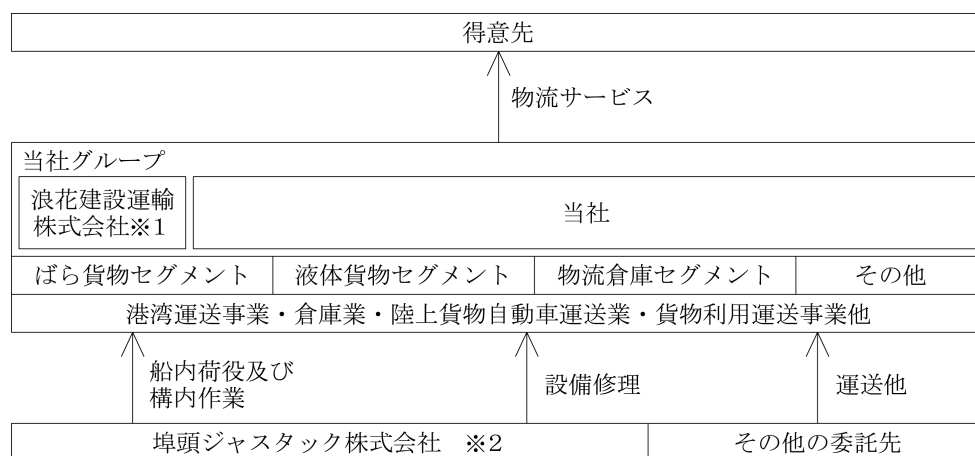 得意先
物流サービス
当社グループ
浪花建設運輸
株式会社※1
当社
ばら貨物セグメント
液体貨物セグメント
物流倉庫セグメント
その他
港湾運送事業・倉庫業・陸上貨物自動車運送業・貨物利用運送事業他
船内荷役及び
構内作業
設備修理
運送他
埠頭ジャスタック株式会社　※2
その他の委託先